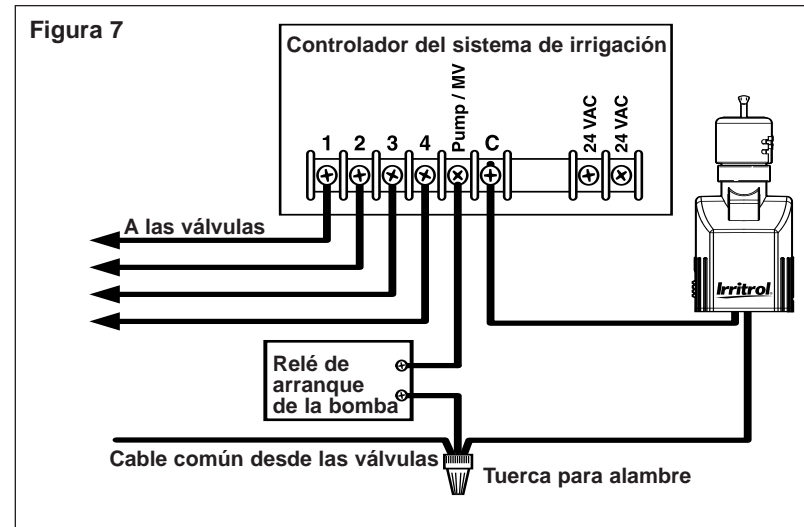 Figura 7
Controlador del sistema de irrigación
1 2 3 4 Pump / MV C 24 VAC 24 VAC
A las válvulas
Irritrol
Relé de
arranque
de la bomba
Cable común desde las válvulas
Tuerca para alambre